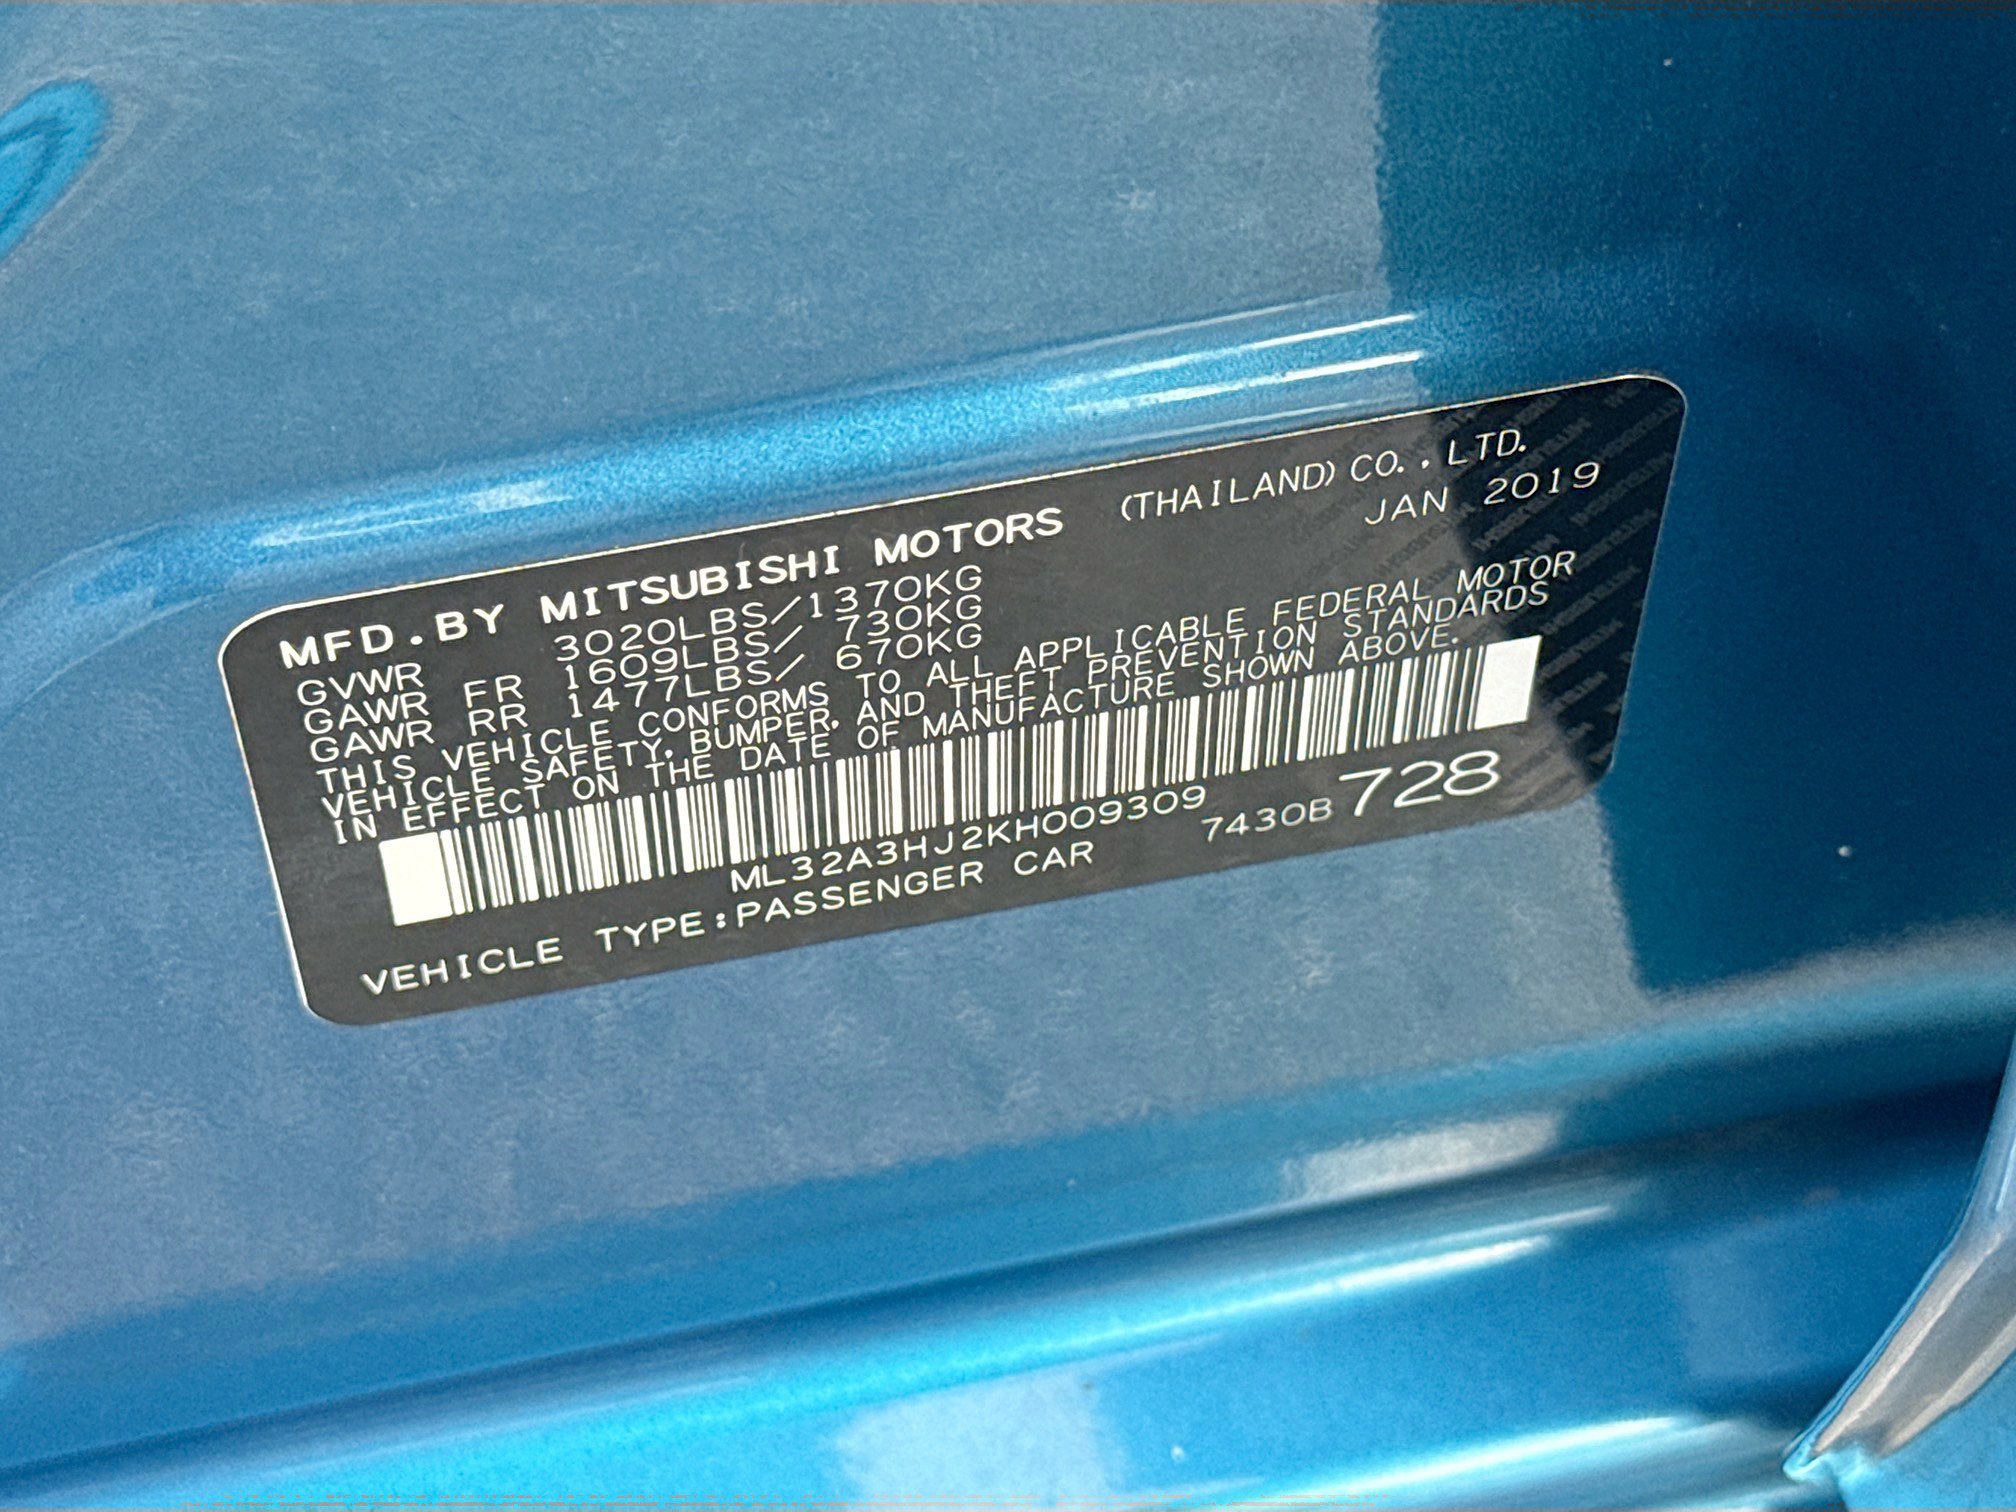 MFD.BY MITSUBISHI MOTORS (THAILAND) CO., LTD.
JAN 2019
GVWR 3020LBS/1370KG
GAWR FR 1609LBS/ 730KG
GAWR RR 1477LBS/ 670KG
THIS VEHICLE CONFORMS TO ALL APPLICABLE FEDERAL MOTOR
VEHICLE SAFETY, BUMPER, AND THEFT PREVENTION STANDARDS
IN EFFECT ON THE DATE OF MANUFACTURE SHOWN ABOVE.
ML32A3HJ2KH009309
7430B 728
VEHICLE TYPE:PASSENGER CAR